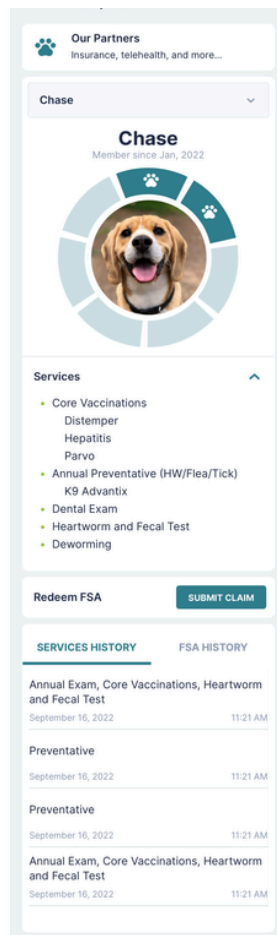 Our Partners
Insurance, telehealth, and more...
Chase
Chase
Member since Jan, 2022
Services
Core Vaccinations
Distemper
Hepatitis
Parvo
Annual Preventative (HW/Flea/Tick)
K9 Advantix
Dental Exam
Heartworm and Fecal Test
Deworming
Redeem FSA
SUBMIT CLAIM
SERVICES HISTORY
FSA HISTORY
Annual Exam, Core Vaccinations, Heartworm
and Fecal Test
September 16, 2022
11:21 AM
Preventative
September 16, 2022
11:21 AM
Preventative
September 16, 2022
11:21 AM
Annual Exam, Core Vaccinations, Heartworm
and Fecal Test
September 16, 2022
11:21 AM